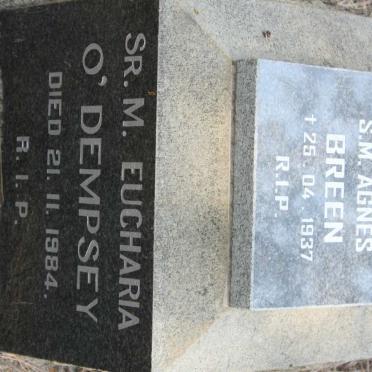 S.M. AGNES
BREEN
†25.04.1937
R.I.P.
SR. M. EUCHARIA
O'DEMPSEY
DIED 21.11.1984.
R.I.P.